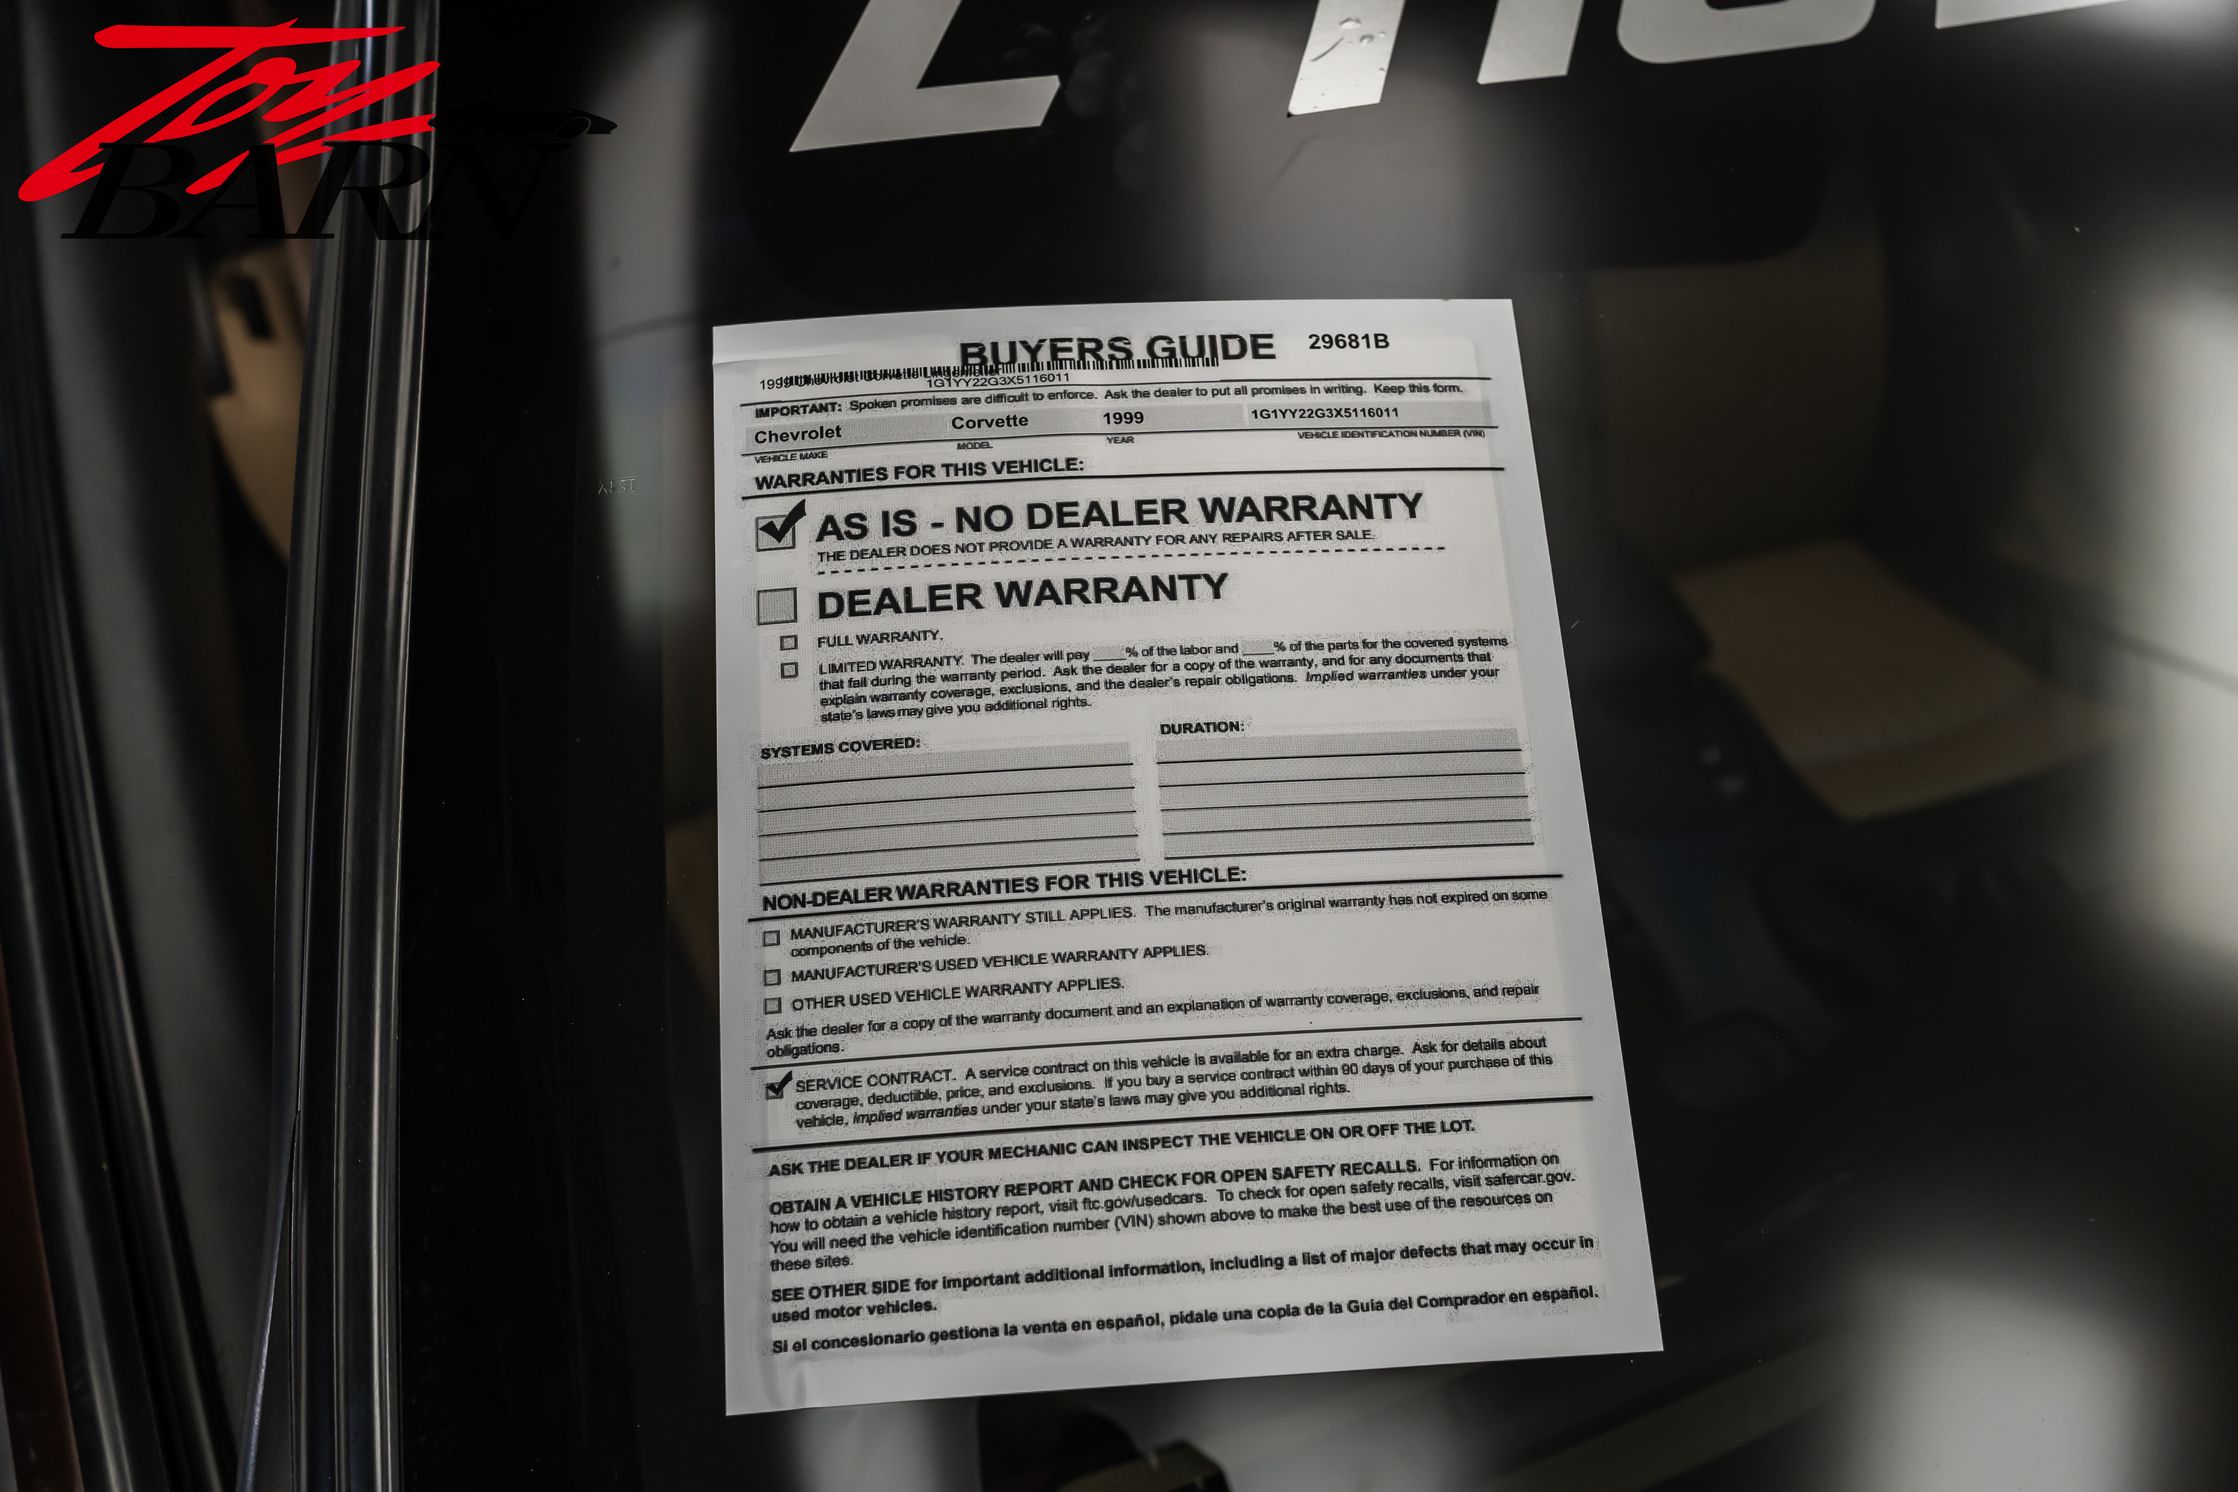 Toy
BARN
BUYERS GUIDE 29681B
1999 Chevrolet Corvette Lingenfelter
1G1YY22G3X5116011
IMPORTANT: Spoken promises are difficult to enforce. Ask the dealer to put all promises in writing. Keep this form.
Chevrolet Corvette 1999 1G1YY22G3X5116011
VEHICLE MAKE MODEL YEAR VEHICLE IDENTIFICATION NUMBER (VIN)
WARRANTIES FOR THIS VEHICLE:
AS IS - NO DEALER WARRANTY
THE DEALER DOES NOT PROVIDE A WARRANTY FOR ANY REPAIRS AFTER SALE.
DEALER WARRANTY
FULL WARRANTY.
LIMITED WARRANTY. The dealer will pay ____% of the labor and ____% of the parts for the covered systems
that fail during the warranty period. Ask the dealer for a copy of the warranty, and for any documents that
explain warranty coverage, exclusions, and the dealer's repair obligations. Implied warranties under your
state's laws may give you additional rights.
SYSTEMS COVERED: DURATION:
NON-DEALER WARRANTIES FOR THIS VEHICLE:
MANUFACTURER'S WARRANTY STILL APPLIES. The manufacturer's original warranty has not expired on some
components of the vehicle.
MANUFACTURER'S USED VEHICLE WARRANTY APPLIES.
OTHER USED VEHICLE WARRANTY APPLIES.
Ask the dealer for a copy of the warranty document and an explanation of warranty coverage, exclusions, and repair
obligations.
SERVICE CONTRACT. A service contract on this vehicle is available for an extra charge. Ask for details about
coverage, deductible, price, and exclusions. If you buy a service contract within 90 days of your purchase of this
vehicle, implied warranties under your state's laws may give you additional rights.
ASK THE DEALER IF YOUR MECHANIC CAN INSPECT THE VEHICLE ON OR OFF THE LOT.
OBTAIN A VEHICLE HISTORY REPORT AND CHECK FOR OPEN SAFETY RECALLS. For information on
how to obtain a vehicle history report, visit ftc.gov/usedcars. To check for open safety recalls, visit safercar.gov.
You will need the vehicle identification number (VIN) shown above to make the best use of the resources on
these sites.
SEE OTHER SIDE for important additional information, including a list of major defects that may occur in
used motor vehicles.
Si el concesionario gestiona la venta en español, pídale una copia de la Guía del Comprador en español.